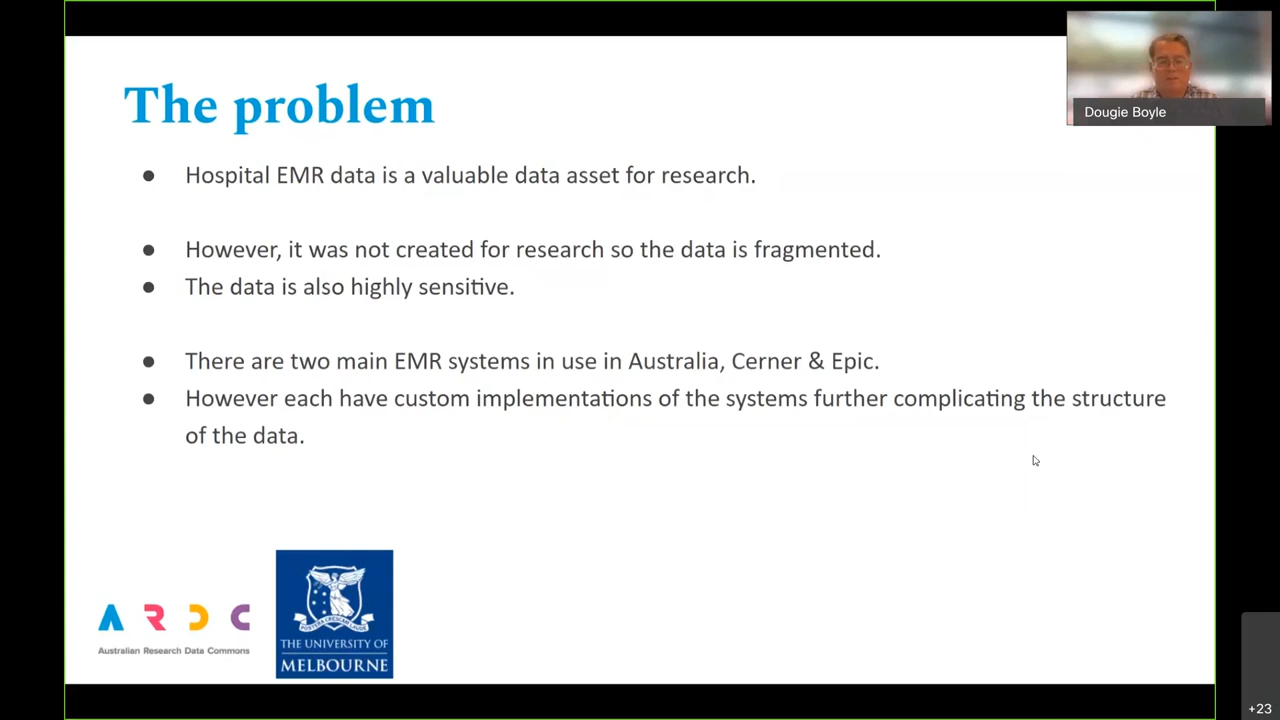 The problem
Dougie Boyle
● Hospital EMR data is a valuable data asset for research.
● However, it was not created for research so the data is fragmented.
● The data is also highly sensitive.
● There are two main EMR systems in use in Australia, Cerner & Epic.
● However each have custom implementations of the systems further complicating the structure
of the data.
A R D C
Australian Research Data Commons
POSTERA CRESCAM LAUDE
THE UNIVERSITY OF
MELBOURNE
+23